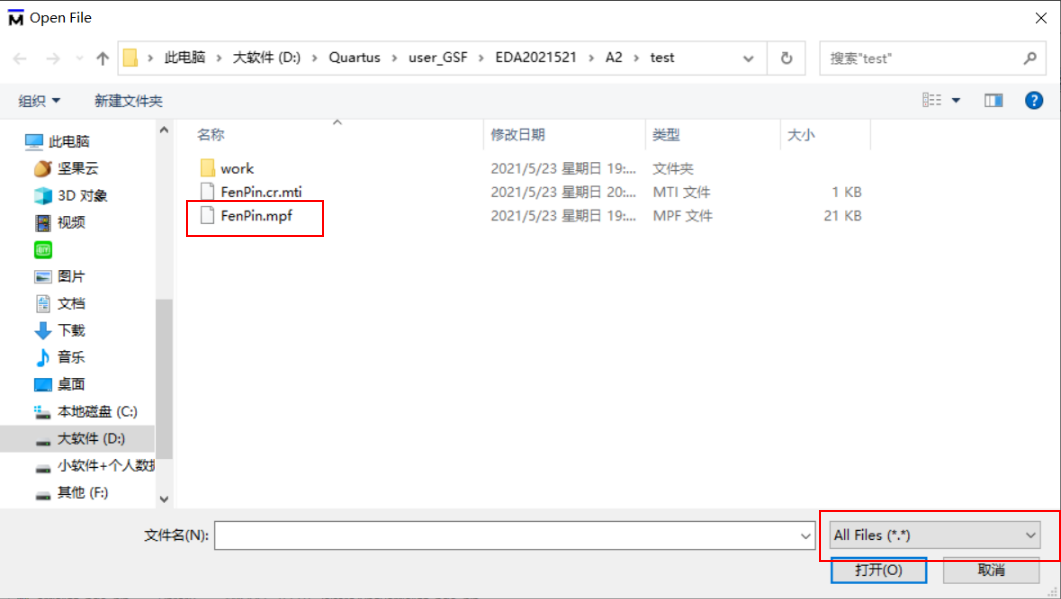 Open File
此电脑 › 大软件 (D:) › Quartus › user_GSF › EDA2021521 › A2 › test
搜索"test"
组织 新建文件夹
名称 修改日期 类型 大小
work 2021/5/23 星期日 19:... 文件夹
FenPin.cr.mti 2021/5/23 星期日 20:... MTI 文件 1 KB
FenPin.mpf 2021/5/23 星期日 19:... MPF 文件 21 KB
此电脑
坚果云
3D 对象
视频
图片
文档
下载
音乐
桌面
本地磁盘 (C:)
大软件 (D:)
小软件+个人数据
其他 (F:)
文件名(N):
All Files (*.*)
打开(O) 取消